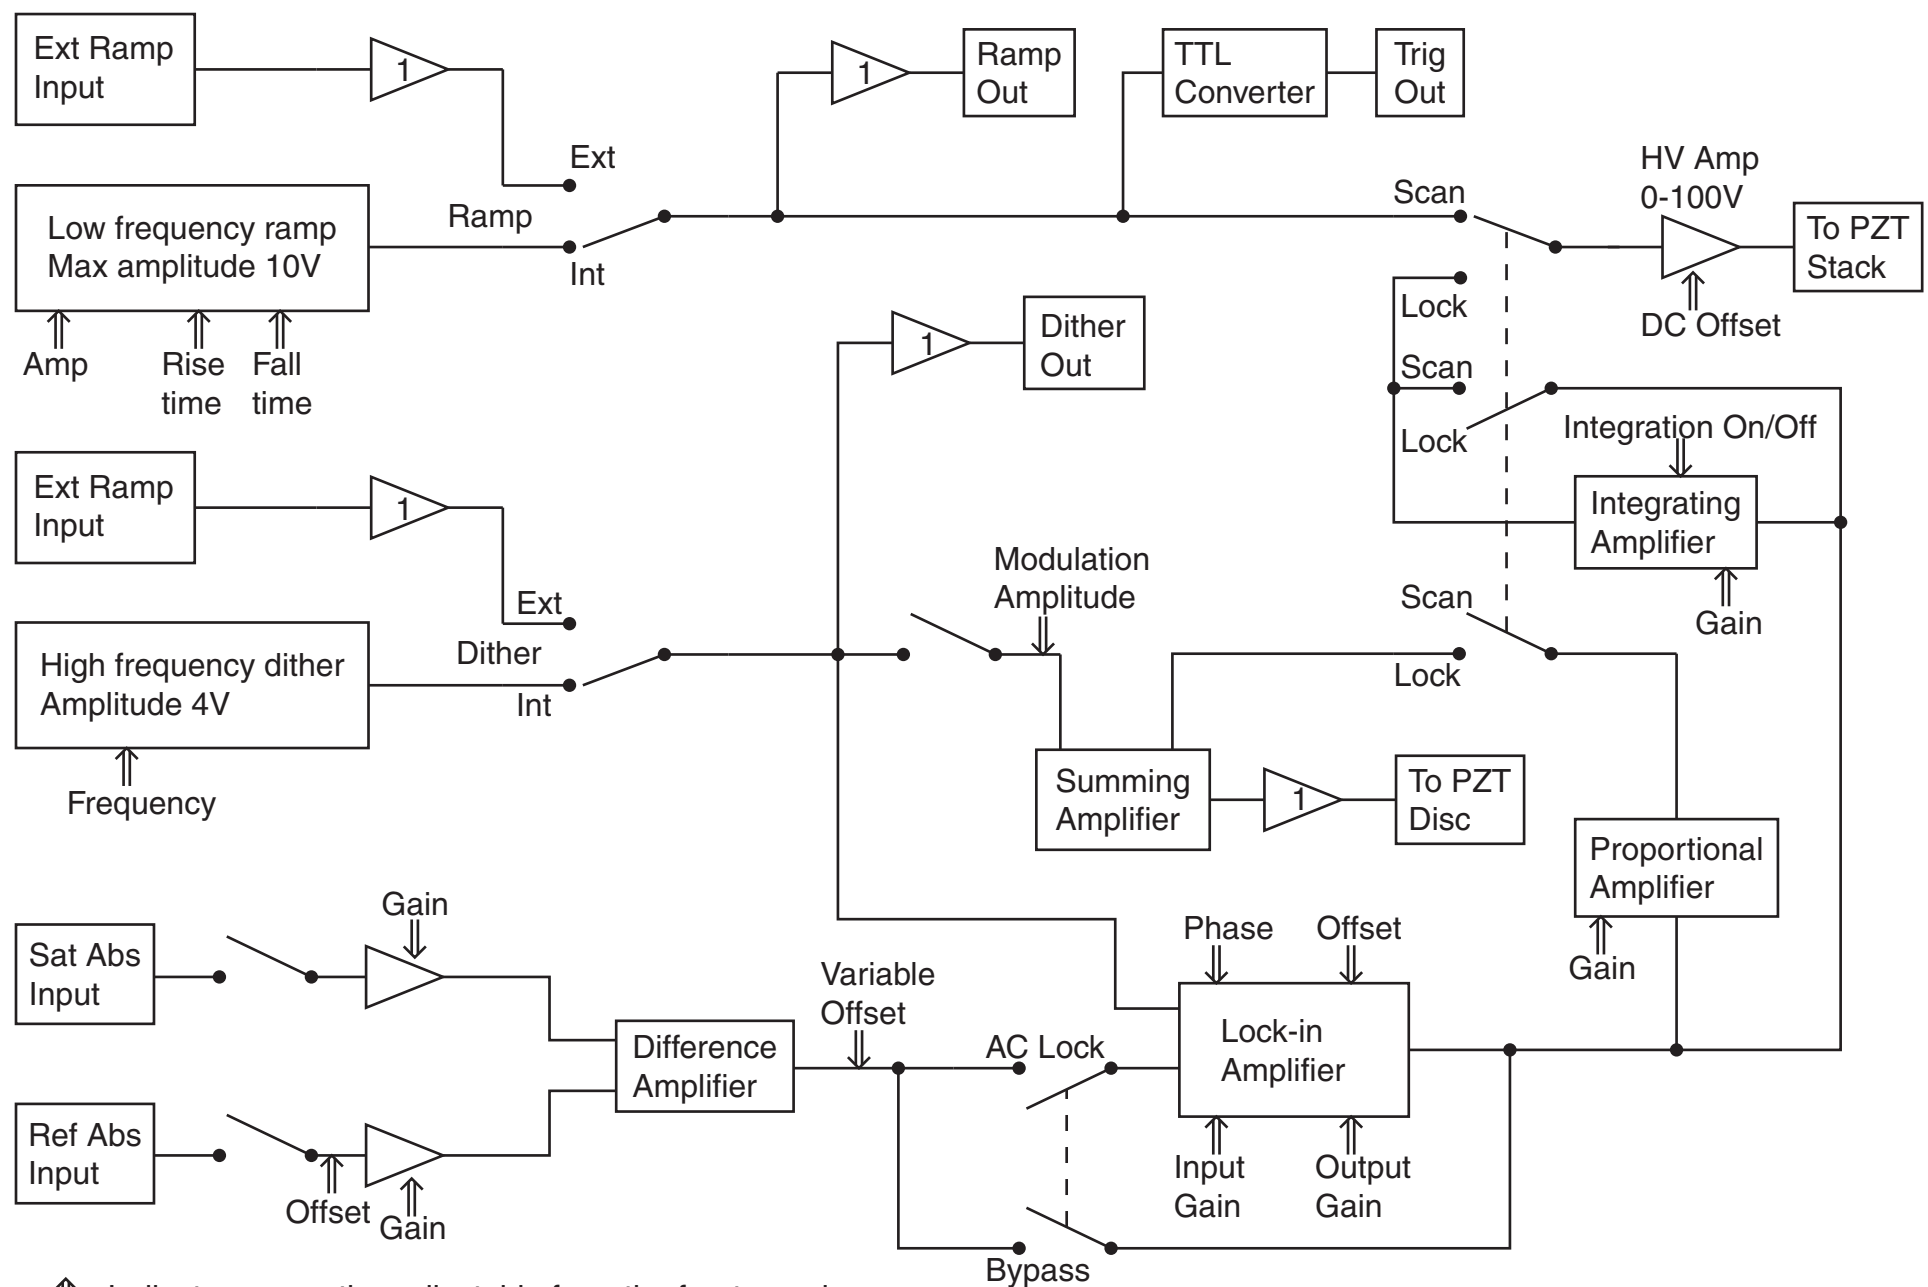 Ext Ramp
Input
1
Ramp
Out
1
TTL
Converter
Trig
Out
Ext
Ramp
Int
Low frequency ramp
Max amplitude 10V
Amp
Rise
time
Fall
time
Scan
HV Amp
0-100V
To PZT
Stack
DC Offset
Lock
Scan
Lock
Dither
Out
1
Integration On/Off
Integrating
Amplifier
Gain
Ext Ramp
Input
1
Ext
Dither
Int
High frequency dither
Amplitude 4V
Frequency
Modulation
Amplitude
Scan
Lock
Summing
Amplifier
1
To PZT
Disc
Proportional
Amplifier
Gain
Sat Abs
Input
Gain
Ref Abs
Input
Offset
Gain
Difference
Amplifier
Variable
Offset
AC Lock
Bypass
Phase
Offset
Lock-in
Amplifier
Input
Gain
Output
Gain